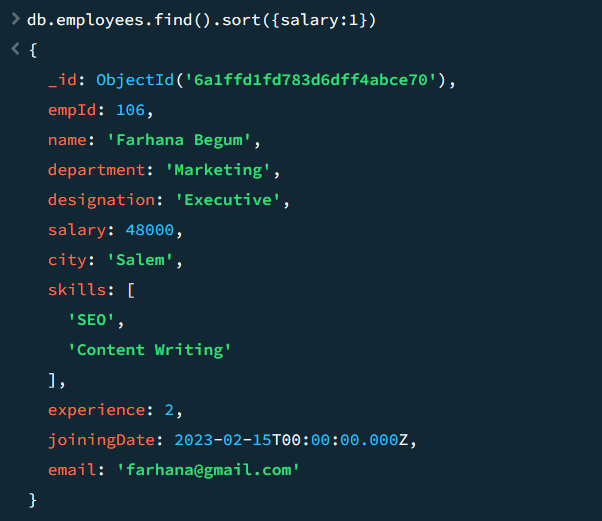 db.employees.find().sort({salary:1})
{
_id: ObjectId('6a1ffd1fd783d6dff4abce70'),
empId: 106,
name: 'Farhana Begum',
department: 'Marketing',
designation: 'Executive',
salary: 48000,
city: 'Salem',
skills: [
'SEO',
'Content Writing'
],
experience: 2,
joiningDate: 2023-02-15T00:00:00.000Z,
email: 'farhana@gmail.com'
}